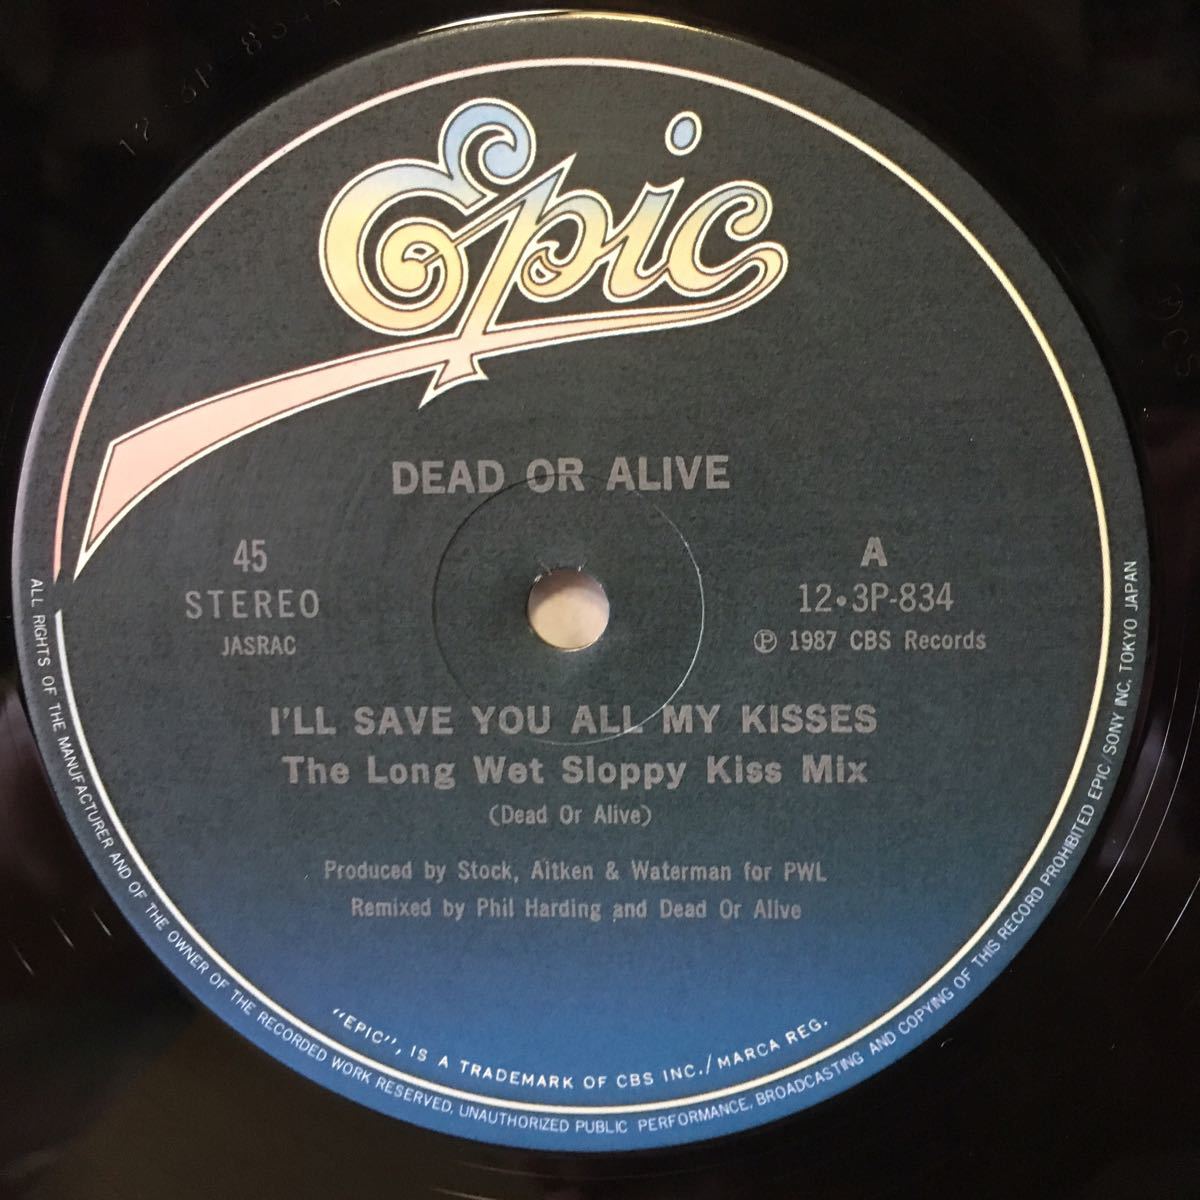 Epic
DEAD OR ALIVE
45
STEREO
JASRAC
A
12•3P-834
Ⓟ 1987 CBS Records
I'LL SAVE YOU ALL MY KISSES
The Long Wet Sloppy Kiss Mix
(Dead Or Alive)
Produced by Stock, Aitken & Waterman for PWL
Remixed by Phil Harding and Dead Or Alive
"EPIC", IS A TRADEMARK OF CBS INC./MARCA REG.
ALL RIGHTS OF THE MANUFACTURER AND OF THE OWNER OF THE RECORDED WORK RESERVED, UNAUTHORIZED PUBLIC PERFORMANCE, BROADCASTING AND COPYING OF THIS RECORD PROHIBITED EPIC/SONY INC. TOKYO JAPAN